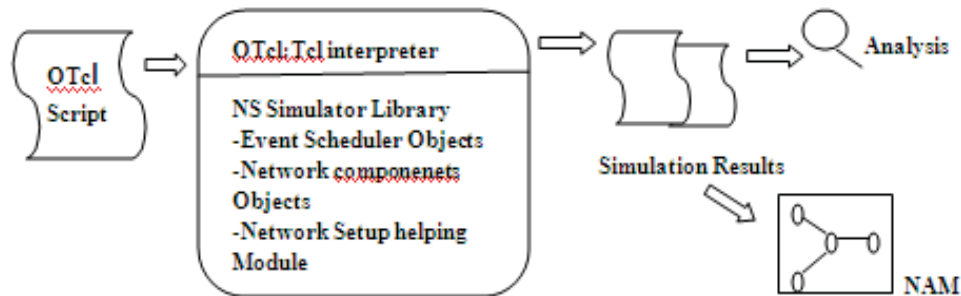 OTcl
Script
OTcl:Tcl interpreter
NS Simulator Library
-Event Scheduler Objects
-Network componenets
Objects
-Network Setup helping
Module
Simulation Results
Analysis
NAM